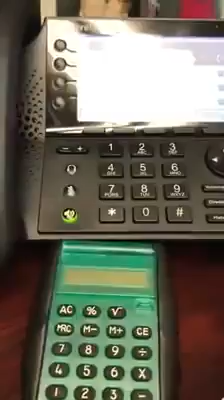 - +
1 2 ABC 3 DEF
4 GHI 5 JKL 6 MNO
7 PQRS 8 TUV 9 WXYZ
* 0 #
AC % √
MRC M- M+ CE
7 8 9 ÷
4 5 6 ×
1 2 3 -